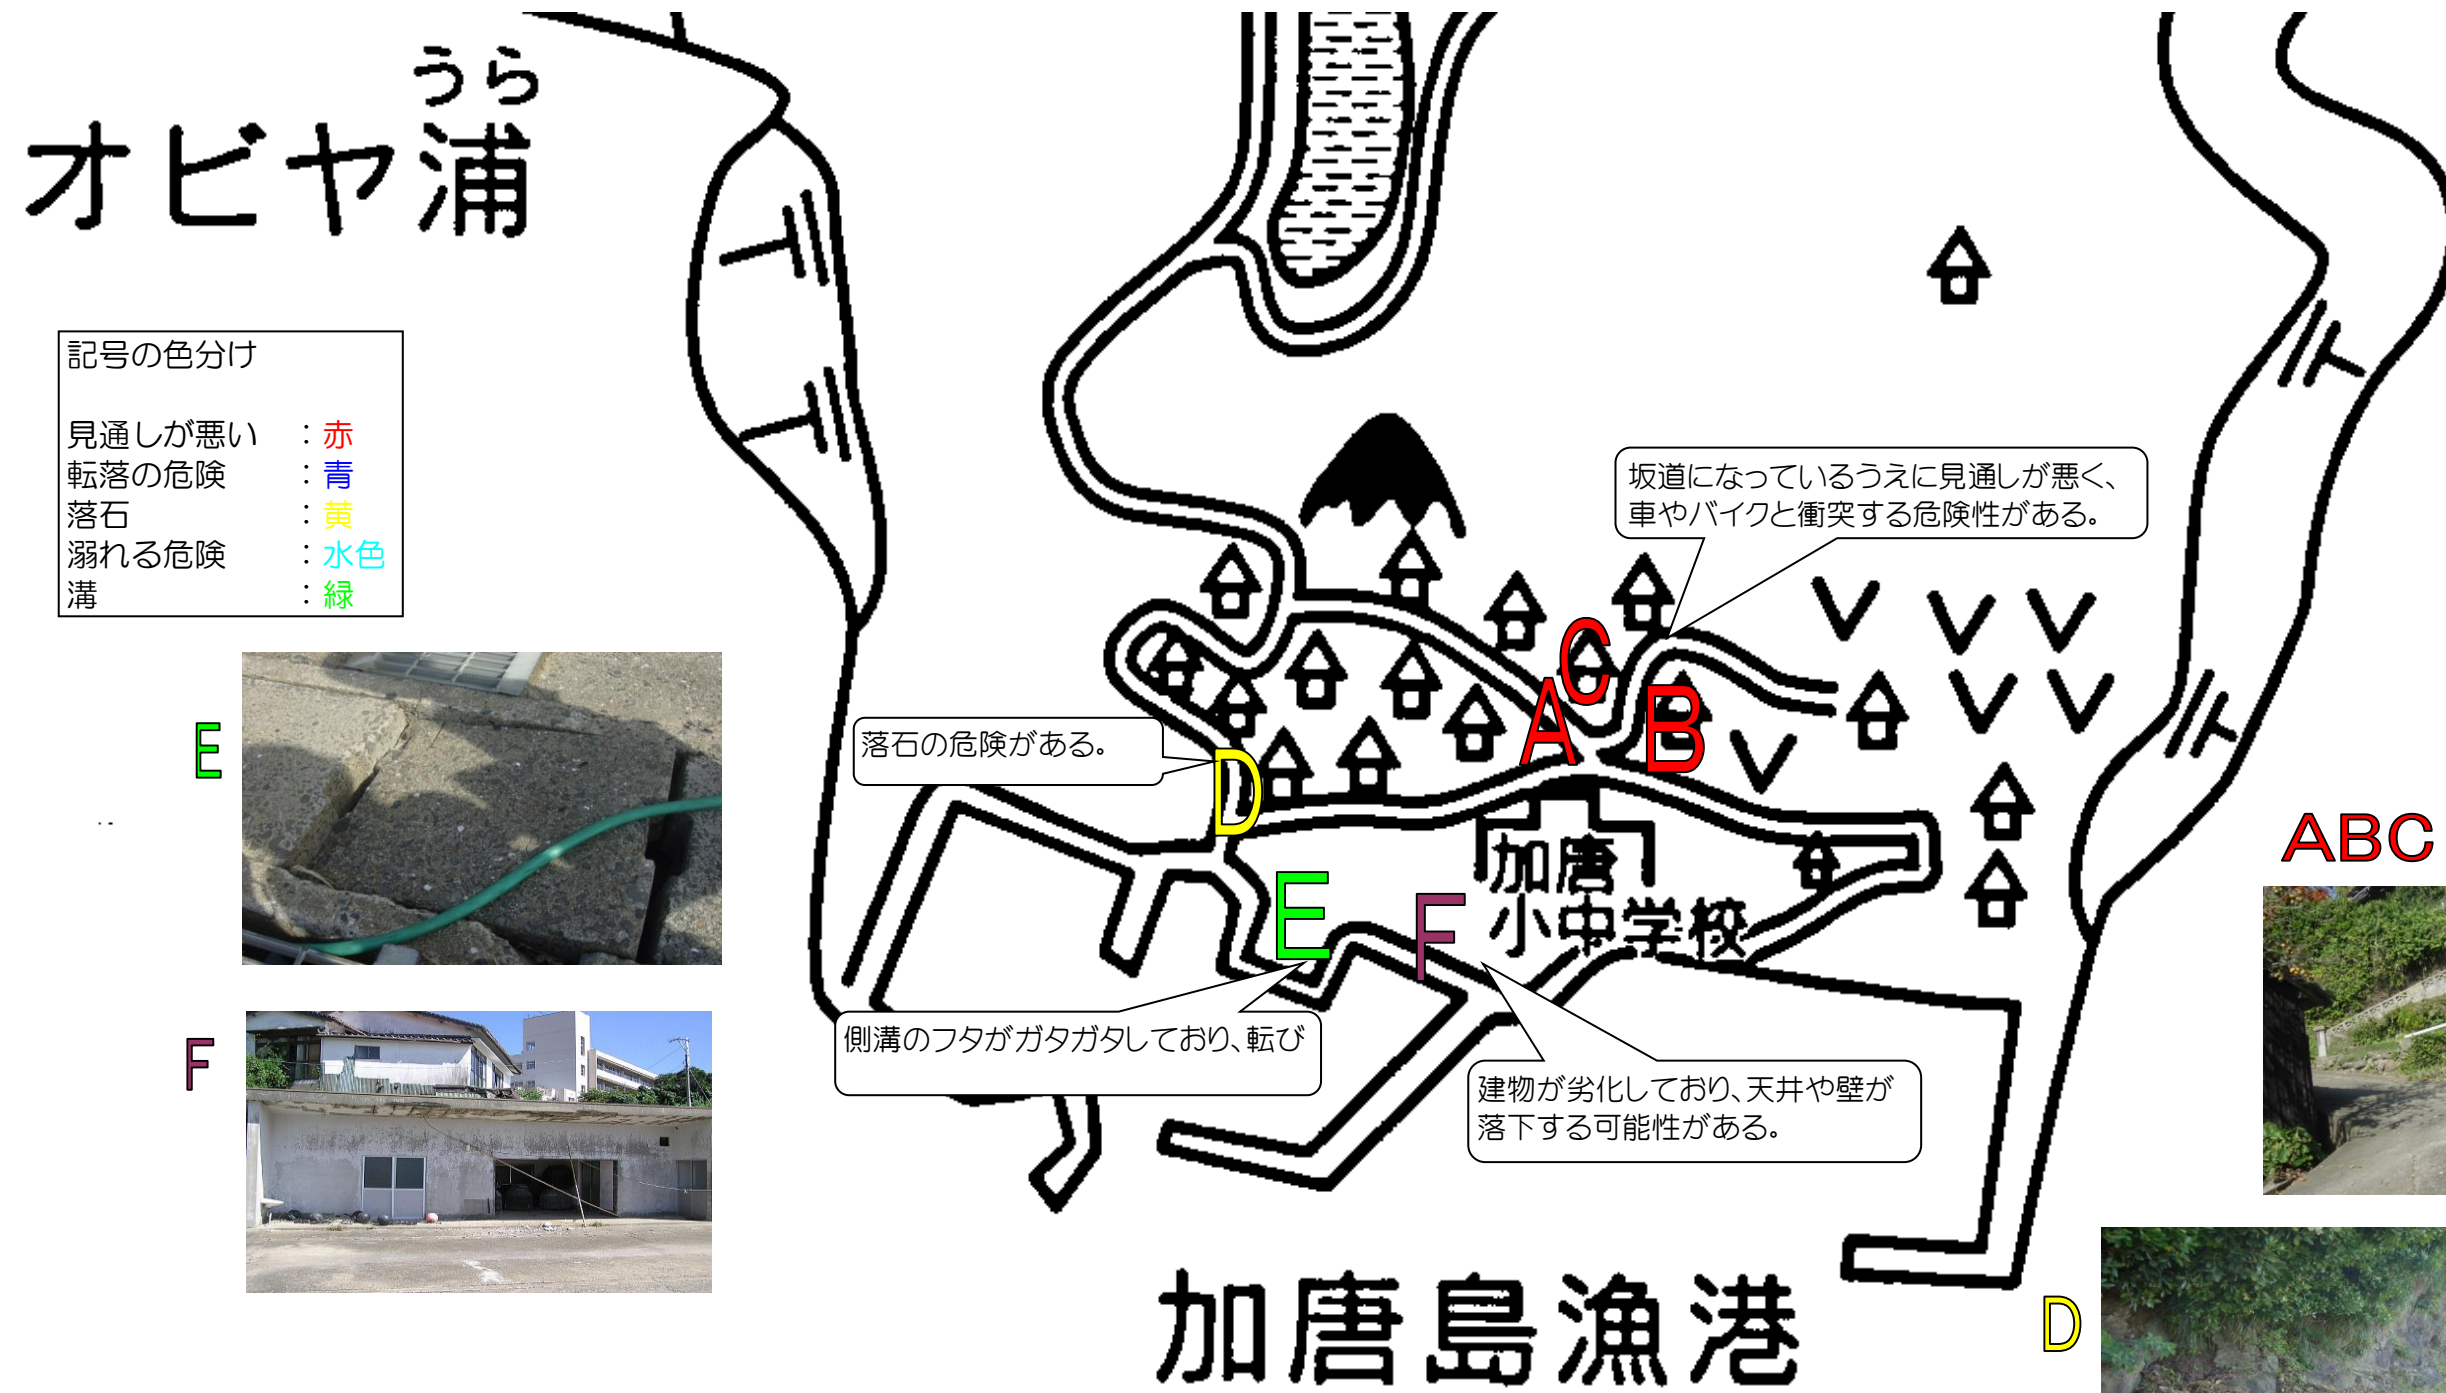 うら
オビヤ浦
記号の色分け
見通しが悪い ：赤
転落の危険 ：青
落石 ：黄
溺れる危険 ：水色
溝 ：緑
坂道になっているうえに見通しが悪く、
車やバイクと衝突する危険性がある。
C
A
B
落石の危険がある。
D
E
ABC
加唐
小中学校
E
F
側溝のフタがガタガタしており、転び
F
建物が劣化しており、天井や壁が
落下する可能性がある。
加唐島漁港
D